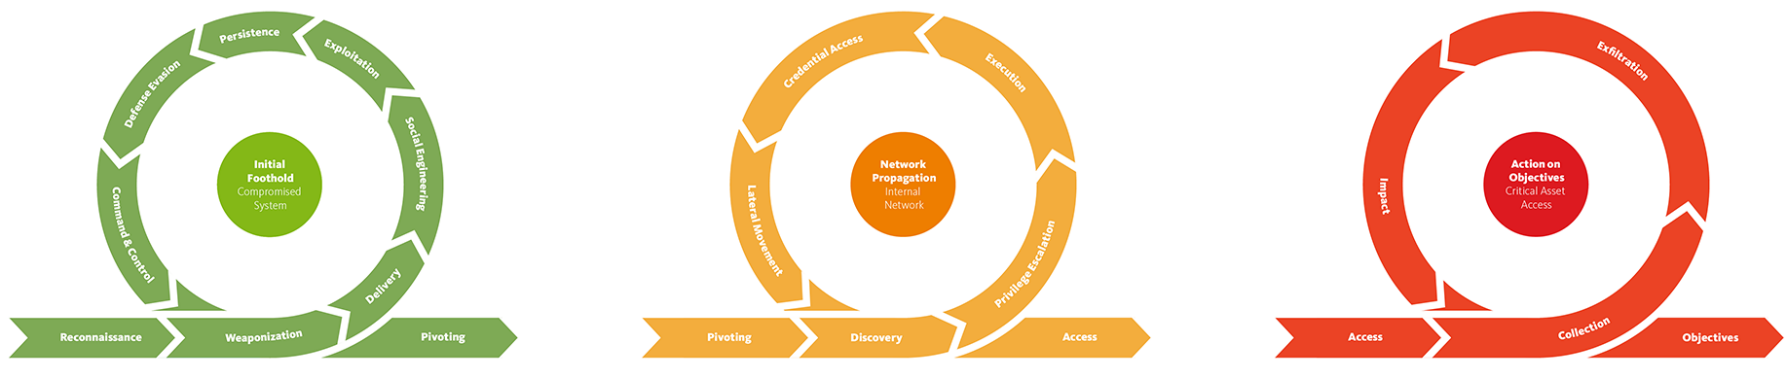 Reconnaissance
Weaponization
Delivery
Social Engineering
Exploitation
Persistence
Defense Evasion
Command & Control
Pivoting
Initial
Foothold
Compromised
System
Pivoting
Discovery
Privilege Escalation
Execution
Credential Access
Lateral Movement
Access
Network
Propagation
Internal
Network
Access
Collection
Exfiltration
Impact
Objectives
Action on
Objectives
Critical Asset
Access